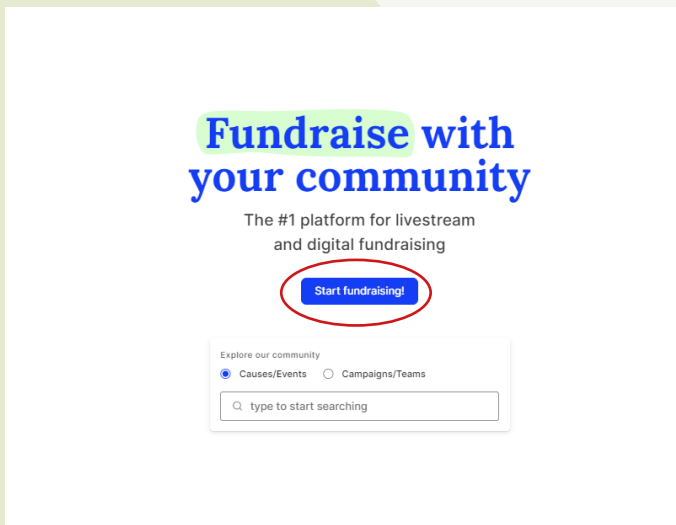 Fundraise with
your community
The #1 platform for livestream
and digital fundraising
Start fundraising!
Explore our community
Causes/Events
Campaigns/Teams
type to start searching